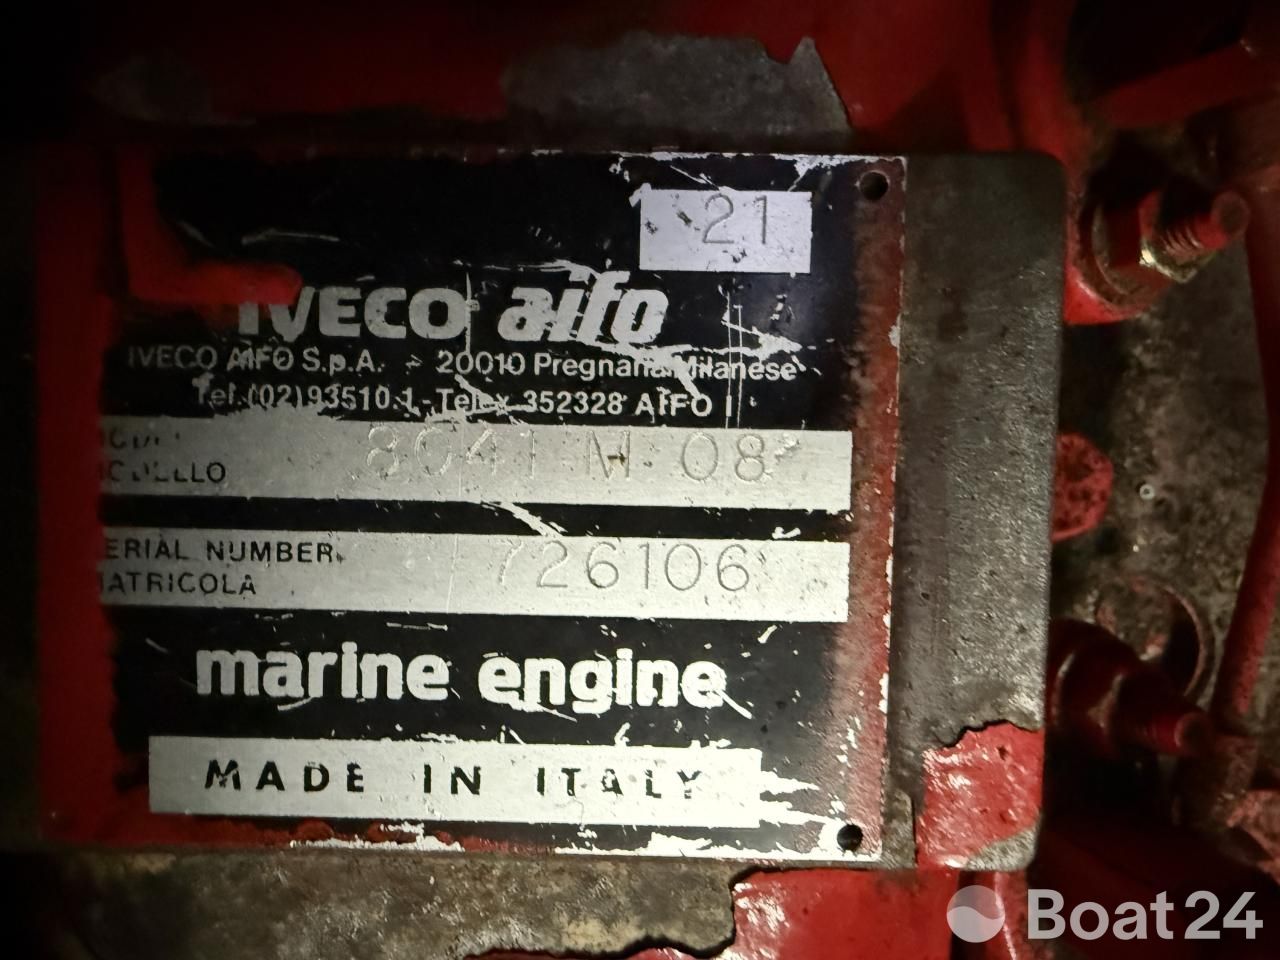 21
IVECO aifo
IVECO AIFO S.p.A. - 20010 Pregnana Milanese
Tel. (02) 93510.1 - Telex 352328 AIFO I
8041 M 08
SERIAL NUMBER 726106
MATRICOLA
marine engine
MADE IN ITALY
Boat24